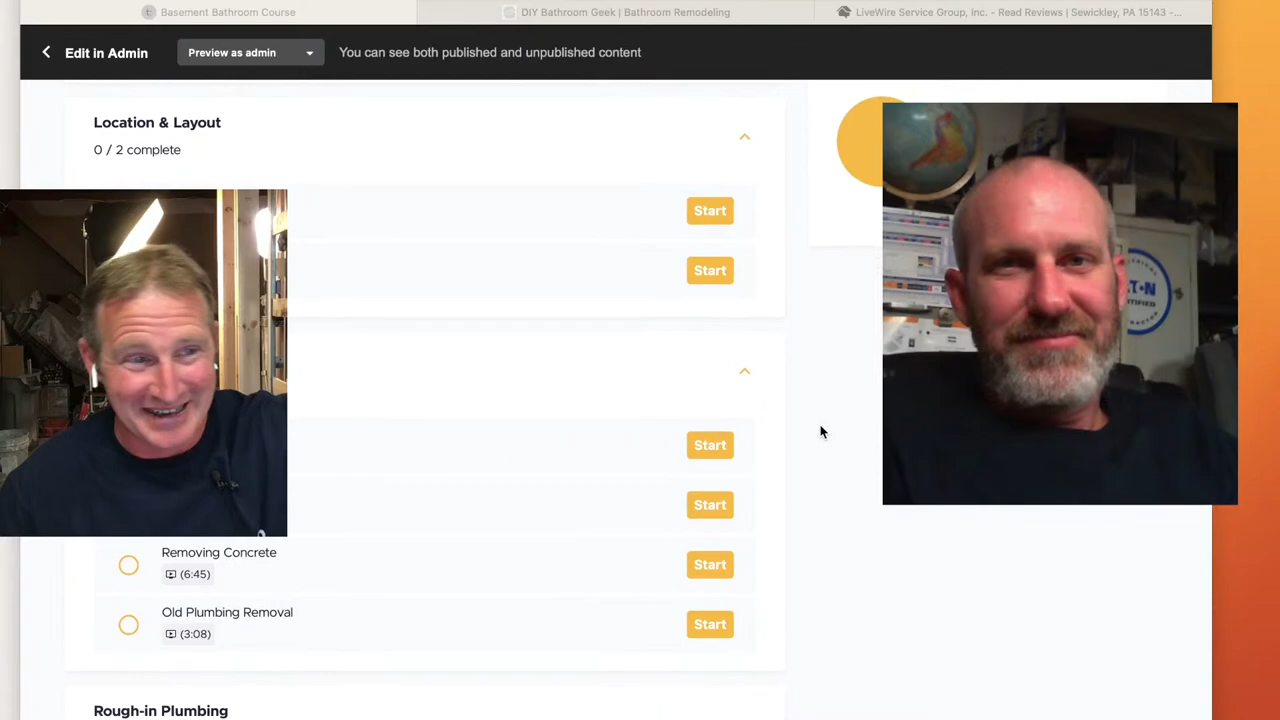 Basement Bathroom Course
DIY Bathroom Geek | Bathroom Remodeling
LiveWire Service Group, Inc. - Read Reviews | Sewickley, PA 15143 -...
Edit in Admin
Preview as admin
You can see both published and unpublished content
Location & Layout
0 / 2 complete
Start
Start
Start
Start
Removing Concrete
(6:45)
Start
Old Plumbing Removal
(3:08)
Start
Rough-in Plumbing